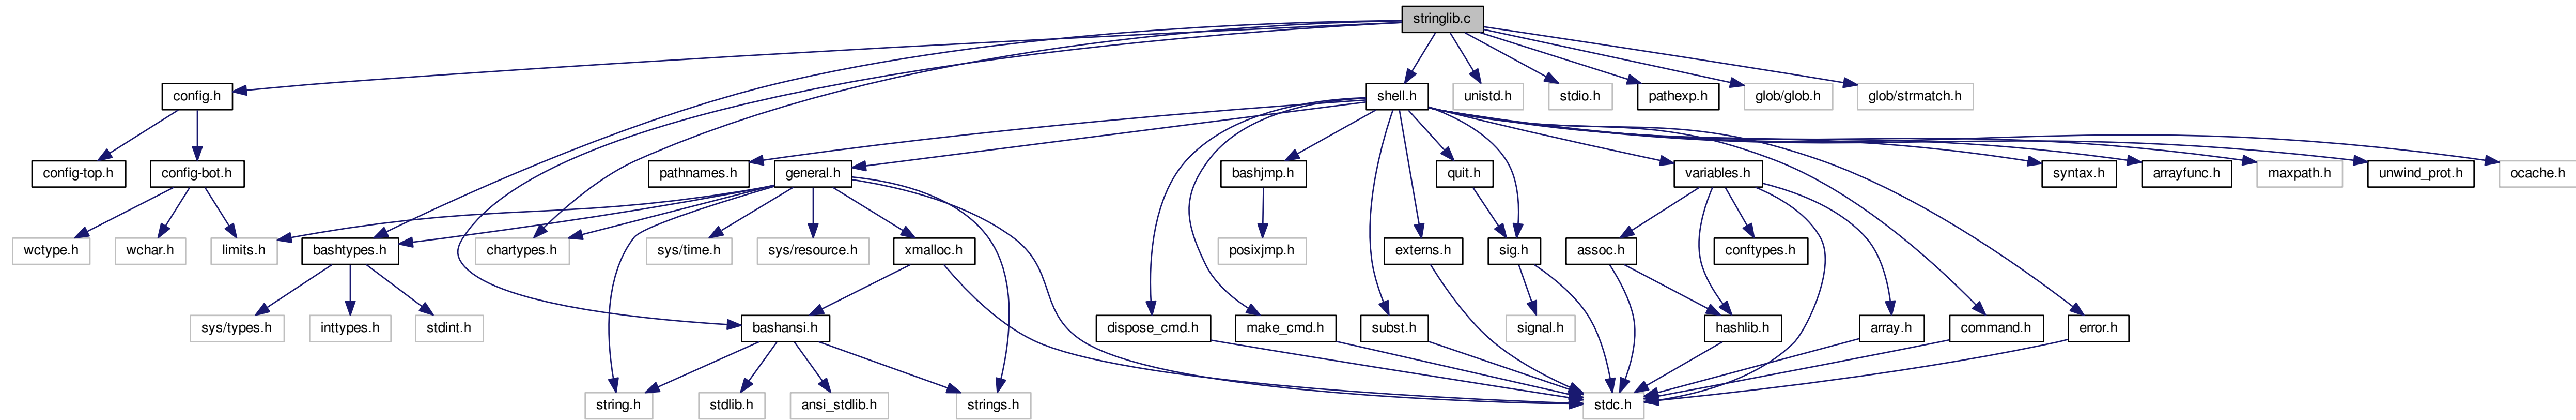 stringlib.c
config.h
shell.h
unistd.h
stdio.h
pathexp.h
glob/glob.h
glob/strmatch.h
config-top.h
config-bot.h
pathnames.h
general.h
bashjmp.h
quit.h
variables.h
syntax.h
arrayfunc.h
maxpath.h
unwind_prot.h
ocache.h
wctype.h
wchar.h
limits.h
bashtypes.h
chartypes.h
sys/time.h
sys/resource.h
xmalloc.h
posixjmp.h
externs.h
sig.h
assoc.h
conftypes.h
sys/types.h
inttypes.h
stdint.h
bashansi.h
dispose_cmd.h
make_cmd.h
subst.h
signal.h
hashlib.h
array.h
command.h
error.h
string.h
stdlib.h
ansi_stdlib.h
strings.h
stdc.h